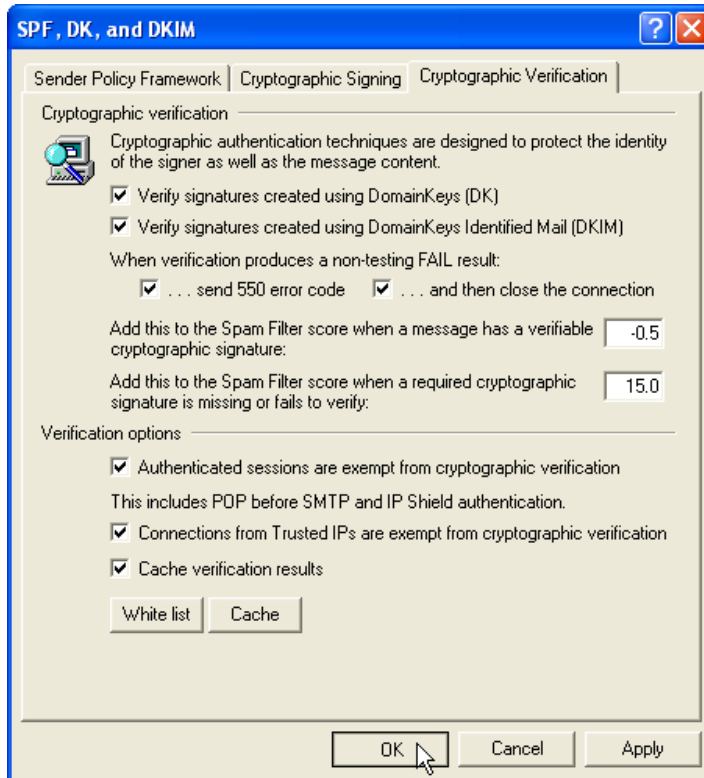 SPF, DK, and DKIM
Sender Policy Framework
Cryptographic Signing
Cryptographic Verification
Cryptographic verification
Cryptographic authentication techniques are designed to protect the identity
of the signer as well as the message content.
Verify signatures created using DomainKeys (DK)
Verify signatures created using DomainKeys Identified Mail (DKIM)
When verification produces a non-testing FAIL result:
. . . send 550 error code
. . . and then close the connection
Add this to the Spam Filter score when a message has a verifiable
cryptographic signature:
-0.5
Add this to the Spam Filter score when a required cryptographic
signature is missing or fails to verify:
15.0
Verification options
Authenticated sessions are exempt from cryptographic verification
This includes POP before SMTP and IP Shield authentication.
Connections from Trusted IPs are exempt from cryptographic verification
Cache verification results
White list
Cache
OK
Cancel
Apply